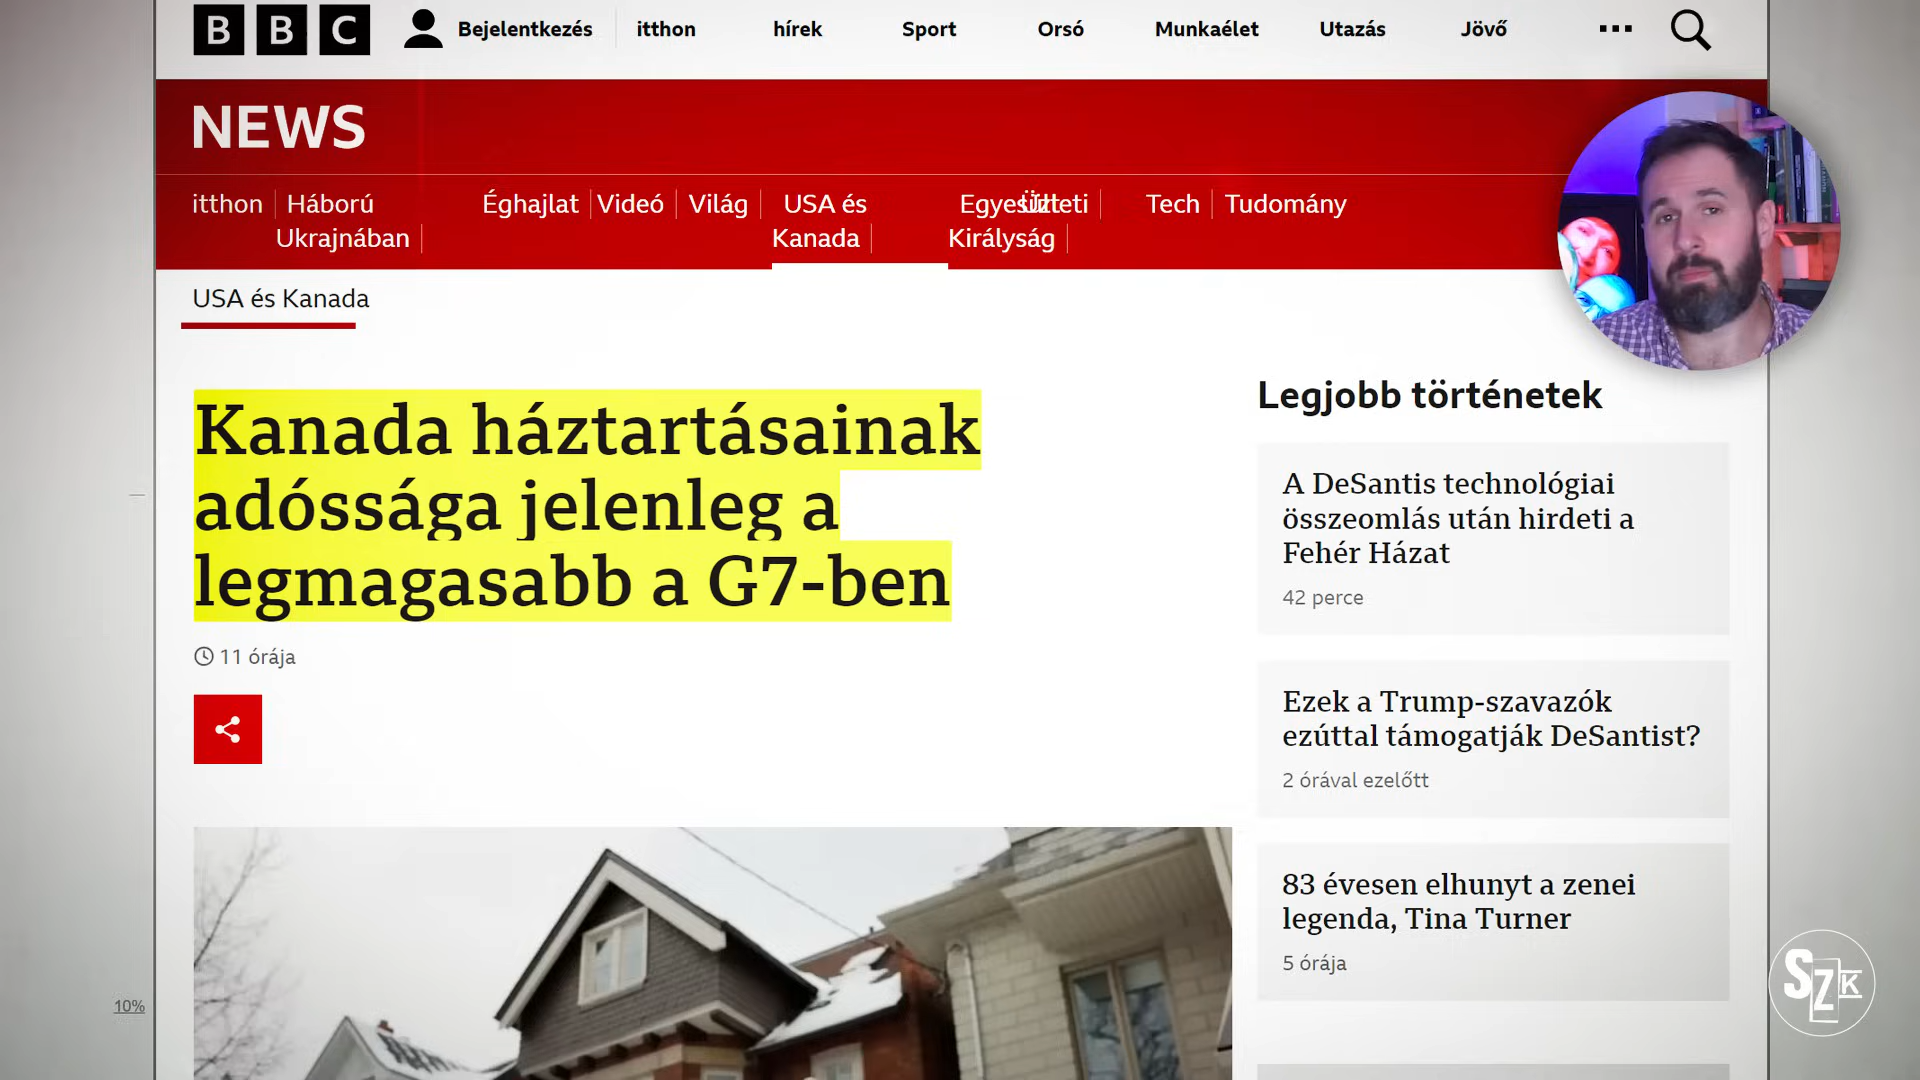 BBC
Bejelentkezés
itthon
hírek
Sport
Orsó
Munkaélet
Utazás
Jövő
NEWS
itthon
Háború
Ukrajnában
Éghajlat
Videó
Világ
USA és
Kanada
Egyesült
Királyság
Üzleti
Tech
Tudomány
USA és Kanada
Kanada háztartásainak
adóssága jelenleg a
legmagasabb a G7-ben
11 órája
Legjobb történetek
A DeSantis technológiai
összeomlás után hirdeti a
Fehér Házat
42 perce
Ezek a Trump-szavazók
ezúttal támogatják DeSantist?
2 órával ezelőtt
83 évesen elhunyt a zenei
legenda, Tina Turner
5 órája
10%
SZK